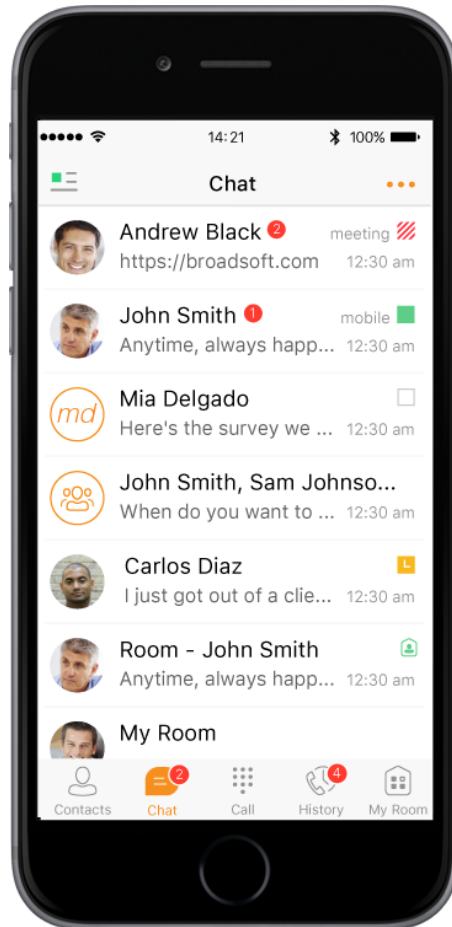 14:21
100%
Chat
Andrew Black 2
meeting
https://broadsoft.com
12:30 am
John Smith 1
mobile
Anytime, always happ...
12:30 am
md
Mia Delgado
Here's the survey we ...
12:30 am
John Smith, Sam Johnso...
When do you want to ...
12:30 am
Carlos Diaz
I just got out of a clie...
12:30 am
Room - John Smith
Anytime, always happ...
12:30 am
My Room
2
4
Contacts
Chat
Call
History
My Room